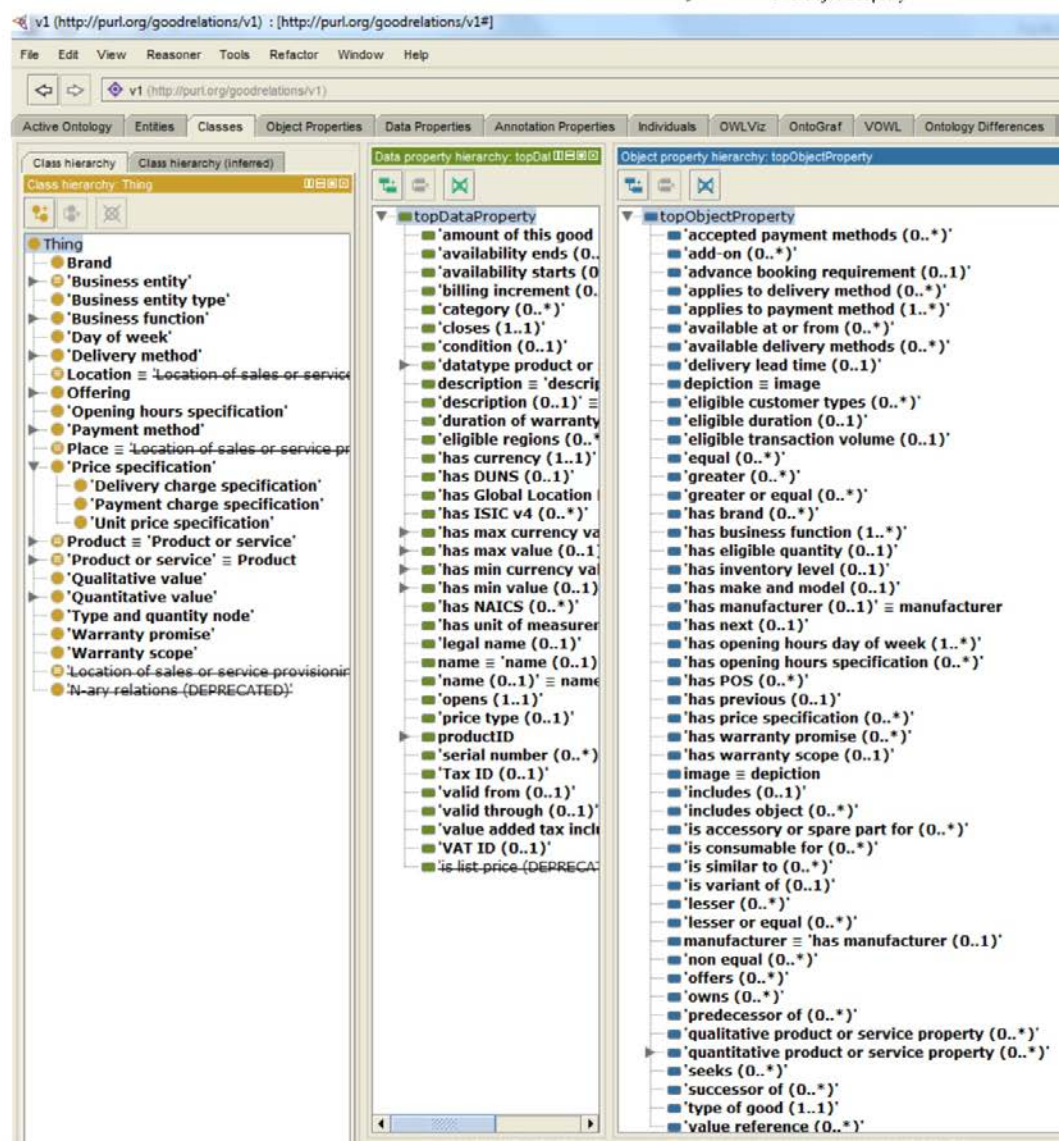 v1 (http://purl.org/goodrelations/v1) : [http://purl.org/goodrelations/v1#]
File Edit View Reasoner Tools Refactor Window Help
v1 (http://purl.org/goodrelations/v1)
Active Ontology Entities Classes Object Properties Data Properties Annotation Properties Individuals OWLViz OntoGraf VOWL Ontology Differences
Class hierarchy Class hierarchy (inferred)
Class hierarchy: Thing
Thing
Brand
'Business entity'
'Business entity type'
'Business function'
'Day of week'
'Delivery method'
Location ≡ 'Location of sales or service
Offering
'Opening hours specification'
'Payment method'
Place ≡ 'Location of sales or service pr
'Price specification'
'Delivery charge specification'
'Payment charge specification'
'Unit price specification'
Product ≡ 'Product or service'
'Product or service' ≡ Product
'Qualitative value'
'Quantitative value'
'Type and quantity node'
'Warranty promise'
'Warranty scope'
'Location of sales or service provisionin
'N-ary relations (DEPRECATED)'
Data property hierarchy: topDat
topDataProperty
'amount of this good
'availability ends (0..
'availability starts (0
'billing increment (0.
'category (0..*)'
'closes (1..1)'
'condition (0..1)'
'datatype product or
description ≡ 'descrip
'description (0..1)' ≡
'duration of warranty
'eligible regions (0..*
'has currency (1..1)'
'has DUNS (0..1)'
'has Global Location
'has ISIC v4 (0..*)'
'has max currency va
'has max value (0..1)
'has min currency val
'has min value (0..1)
'has NAICS (0..*)'
'has unit of measurer
'legal name (0..1)'
name ≡ 'name (0..1)
'name (0..1)' ≡ name
'opens (1..1)'
'price type (0..1)'
productID
'serial number (0..*)
'Tax ID (0..1)'
'valid from (0..1)'
'valid through (0..1)'
'value added tax inclu
'VAT ID (0..1)'
'is list price (DEPRECAT
Object property hierarchy: topObjectProperty
topObjectProperty
'accepted payment methods (0..*)'
'add-on (0..*)'
'advance booking requirement (0..1)'
'applies to delivery method (0..*)'
'applies to payment method (1..*)'
'available at or from (0..*)'
'available delivery methods (0..*)'
'delivery lead time (0..1)'
depiction ≡ image
'eligible customer types (0..*)'
'eligible duration (0..1)'
'eligible transaction volume (0..1)'
'equal (0..*)'
'greater (0..*)'
'greater or equal (0..*)'
'has brand (0..*)'
'has business function (1..*)'
'has eligible quantity (0..1)'
'has inventory level (0..1)'
'has make and model (0..1)'
'has manufacturer (0..1)' ≡ manufacturer
'has next (0..1)'
'has opening hours day of week (1..*)'
'has opening hours specification (0..*)'
'has POS (0..*)'
'has previous (0..1)'
'has price specification (0..*)'
'has warranty promise (0..*)'
'has warranty scope (0..1)'
image ≡ depiction
'includes (0..1)'
'includes object (0..*)'
'is accessory or spare part for (0..*)'
'is consumable for (0..*)'
'is similar to (0..*)'
'is variant of (0..1)'
'lesser (0..*)'
'lesser or equal (0..*)'
manufacturer ≡ 'has manufacturer (0..1)'
'non equal (0..*)'
'offers (0..*)'
'owns (0..*)'
'predecessor of (0..*)'
'qualitative product or service property (0..*)'
'quantitative product or service property (0..*)'
'seeks (0..*)'
'successor of (0..*)'
'type of good (1..1)'
'value reference (0..*)'